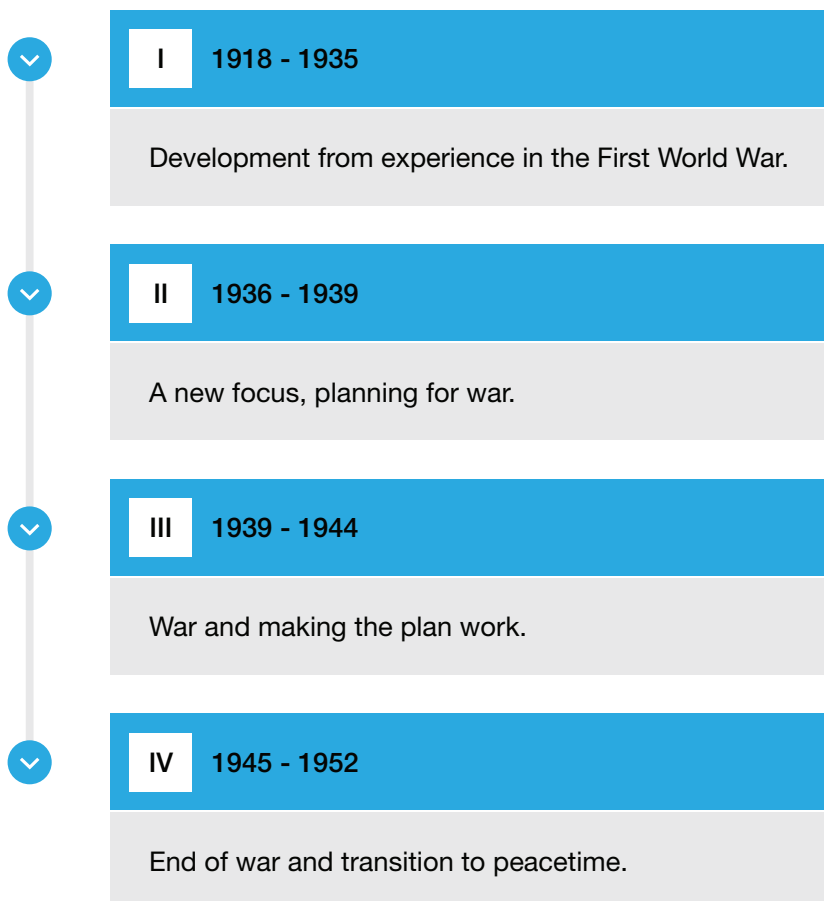 I 1918 - 1935
Development from experience in the First World War.
II 1936 - 1939
A new focus, planning for war.
III 1939 - 1944
War and making the plan work.
IV 1945 - 1952
End of war and transition to peacetime.